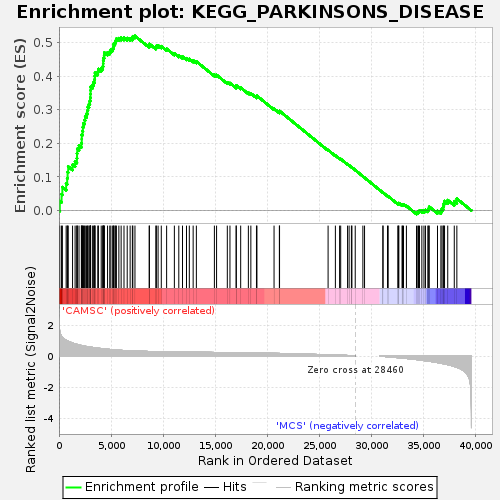 Enrichment plot: KEGG_PARKINSONS_DISEASE
Enrichment score (ES)
0.5
0.4
0.3
0.2
0.1
0.0
'CAMSC' (positively correlated)
Ranked list metric (Signal2Noise)
2
0
-2
-4
Zero cross at 28460
'MCS' (negatively correlated)
0
5,000
10,000
15,000
20,000
25,000
30,000
35,000
40,000
Rank in Ordered Dataset
Enrichment profile
Hits
Ranking metric scores